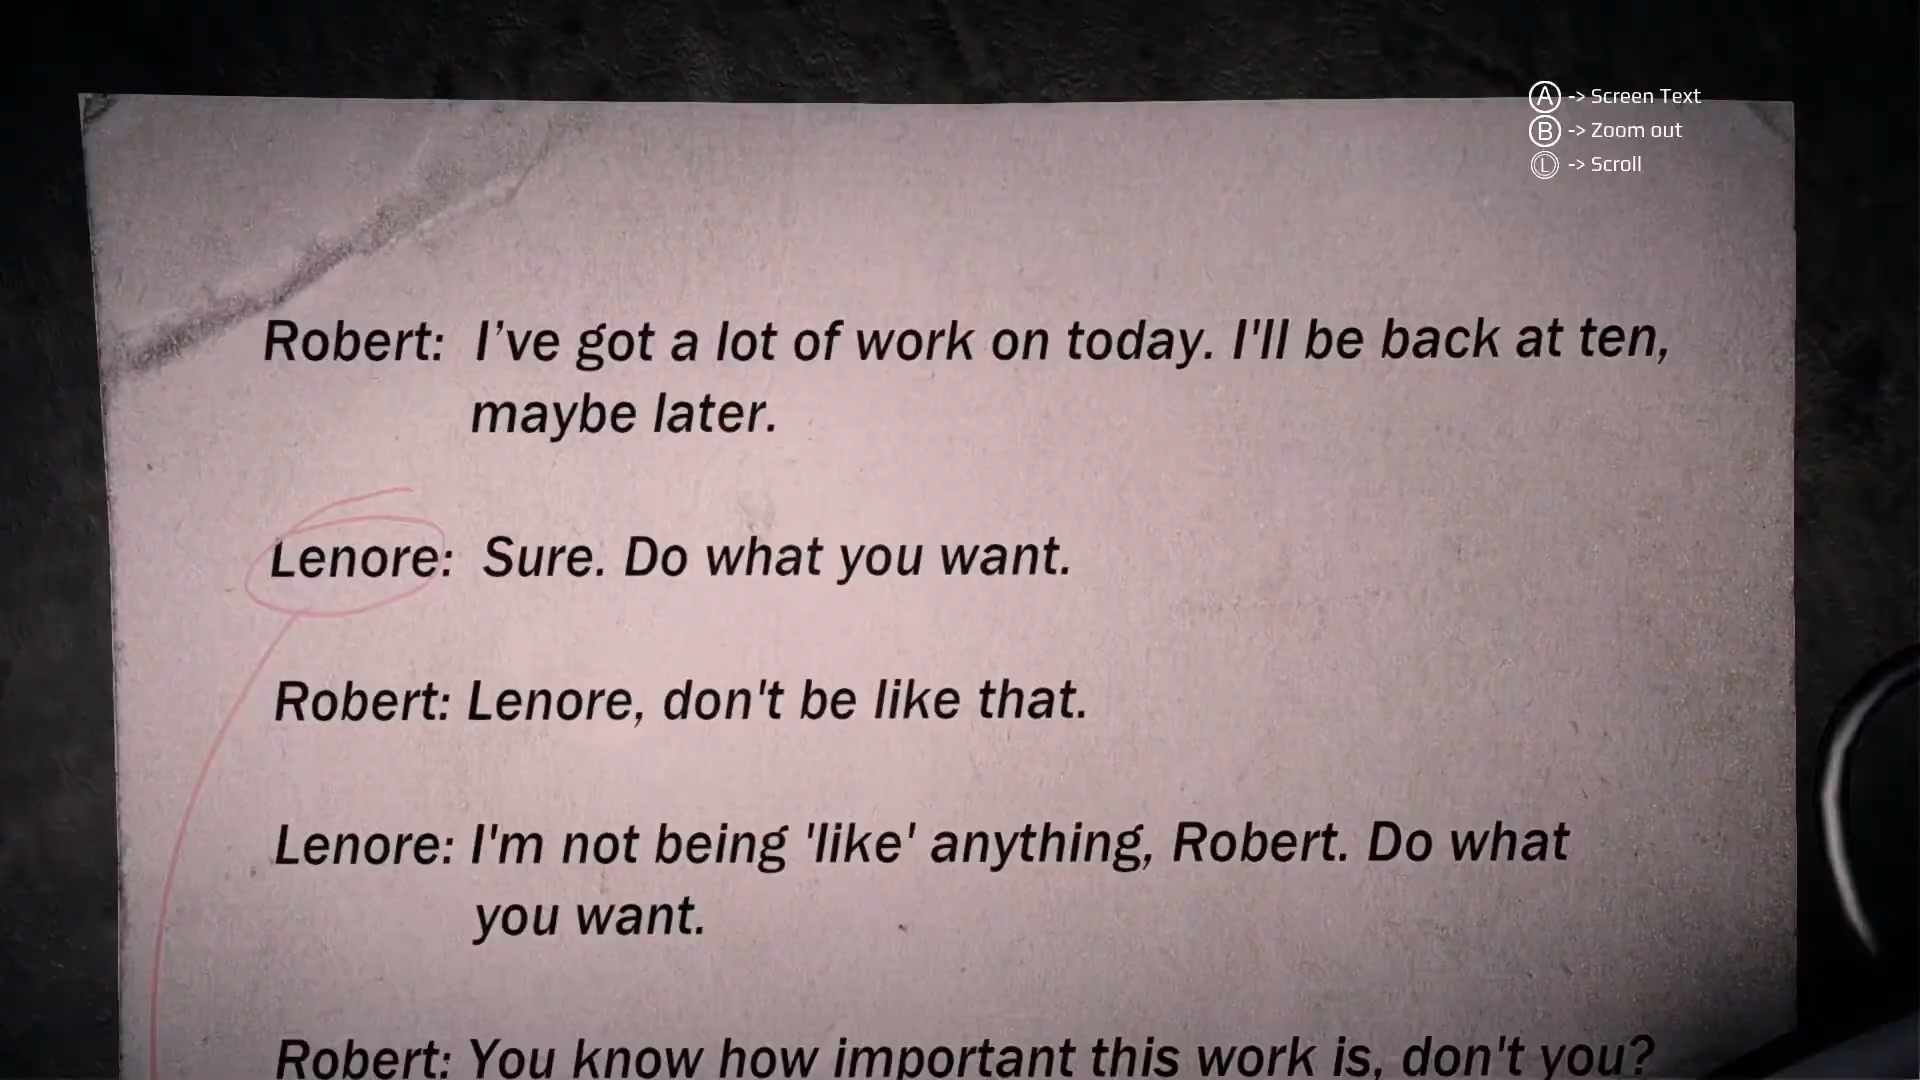 A -> Screen Text
B -> Zoom out
L -> Scroll
Robert: I’ve got a lot of work on today. I'll be back at ten,
maybe later.
Lenore: Sure. Do what you want.
Robert: Lenore, don't be like that.
Lenore: I'm not being 'like' anything, Robert. Do what
you want.
Robert: You know how important this work is, don't you?